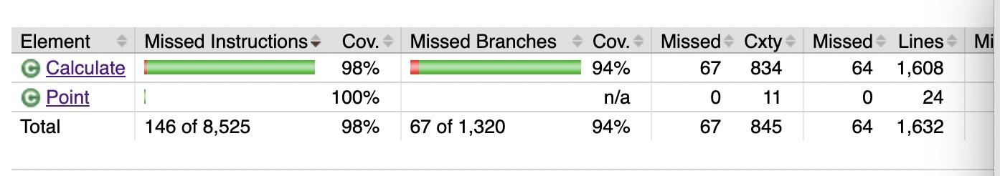 Element Missed Instructions Cov. Missed Branches Cov. Missed Cxty Missed Lines Mi
C Calculate 98% 94% 67 834 64 1,608
C Point 100% n/a 0 11 0 24
Total 146 of 8,525 98% 67 of 1,320 94% 67 845 64 1,632